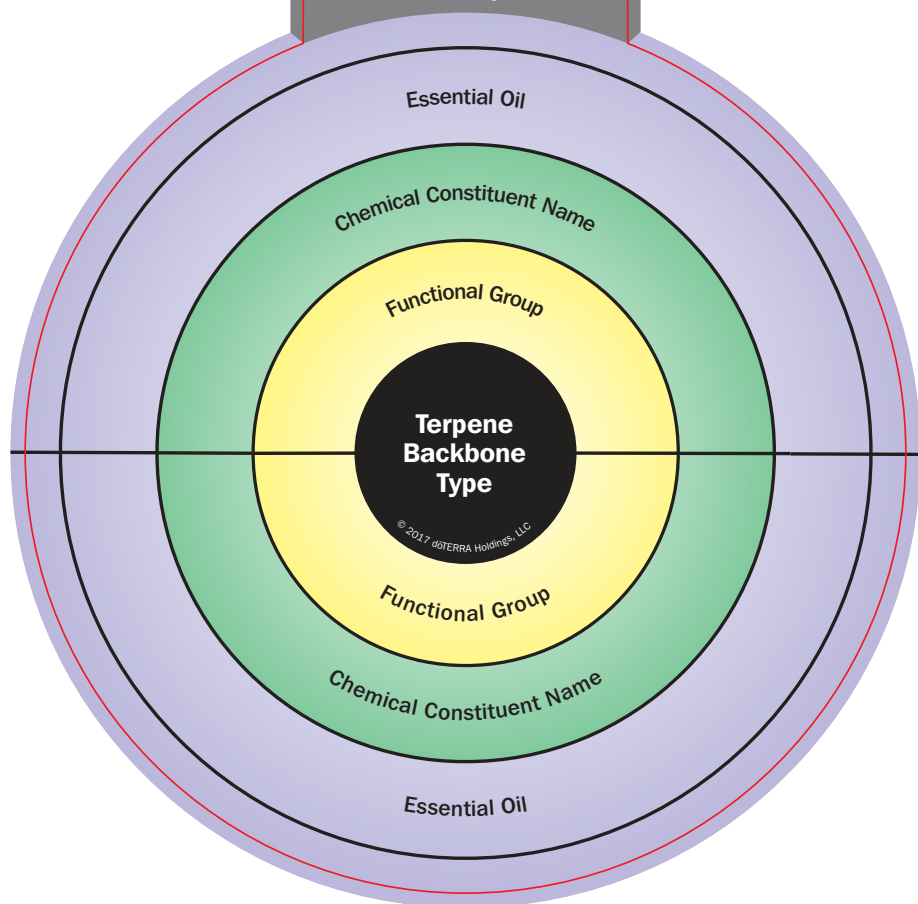 Essential Oil
Chemical Constituent Name
Functional Group
Terpene
Backbone
Type
© 2017 dōTERRA Holdings, LLC
Functional Group
Chemical Constituent Name
Essential Oil